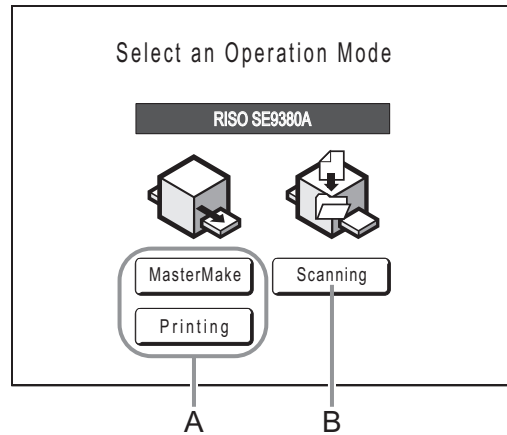 Select an Operation Mode
RISO SE9380A
MasterMake
Scanning
Printing
A
B